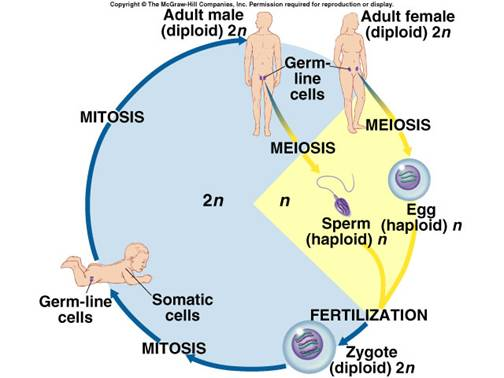 Copyright © The McGraw-Hill Companies, Inc. Permission required for reproduction or display.
Adult male
(diploid) 2n
Adult female
(diploid) 2n
Germ-
line
cells
MITOSIS
MEIOSIS
MEIOSIS
2n
n
Sperm
(haploid) n
Egg
(haploid) n
Germ-line
cells
Somatic
cells
FERTILIZATION
MITOSIS
Zygote
(diploid) 2n